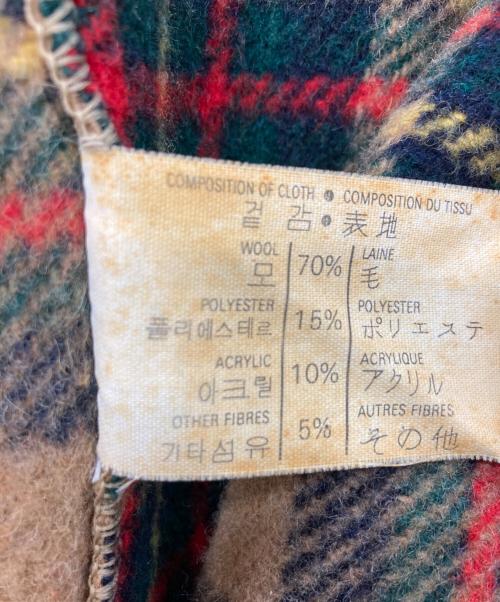 COMPOSITION OF CLOTH ● COMPOSITION DU TISSU
겉 감 ● 表地
WOOL 70% LAINE
모 毛
POLYESTER 15% POLYESTER
폴리에스테르 ポリエステ
ACRYLIC 10% ACRYLIQUE
아크릴 アクリル
OTHER FIBRES 5% AUTRES FIBRES
기타섬유 その他